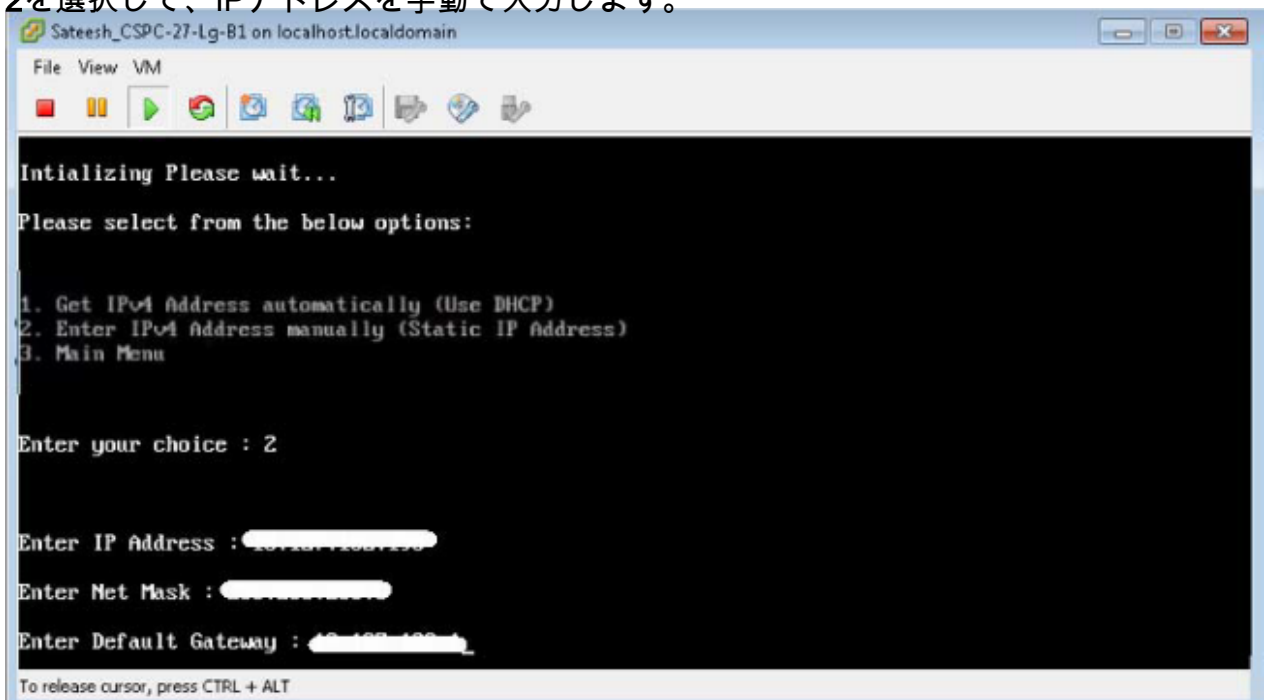 2を選択して、IPアドレスを手動で入力します。
Sateesh_CSPC-27-Lg-B1 on localhost.localdomain
File View VM
Intializing Please wait...
Please select from the below options:
1. Get IPv4 Address automatically (Use DHCP)
2. Enter IPv4 Address manually (Static IP Address)
3. Main Menu
Enter your choice : 2
Enter IP Address :
Enter Net Mask :
Enter Default Gateway :
To release cursor, press CTRL + ALT